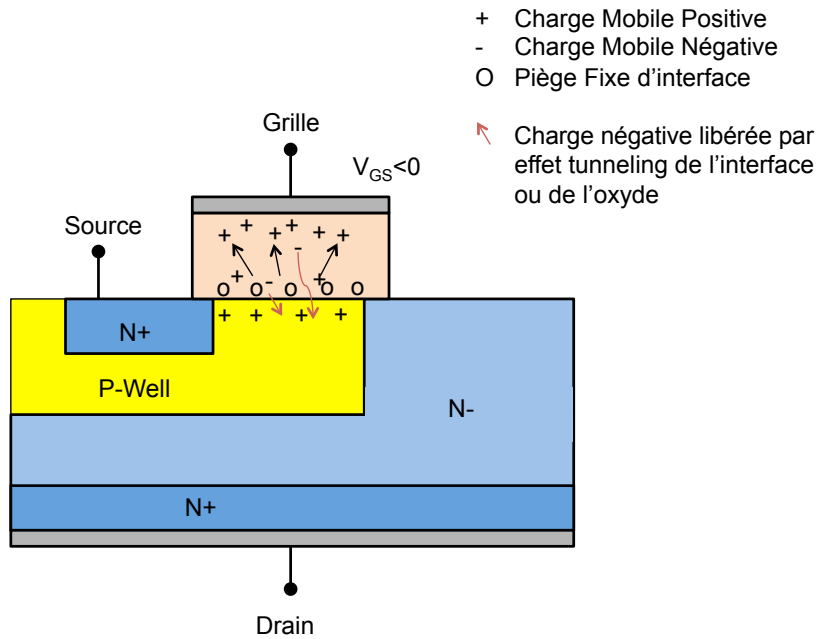 + Charge Mobile Positive
- Charge Mobile Négative
O Piège Fixe d'interface
Charge négative libérée par
effet tunneling de l'interface
ou de l'oxyde
Grille
V_GS<0
Source
+ + + + + + +
-
+ +
o o - o o o
+ + + +
N+
P-Well
N-
N+
Drain